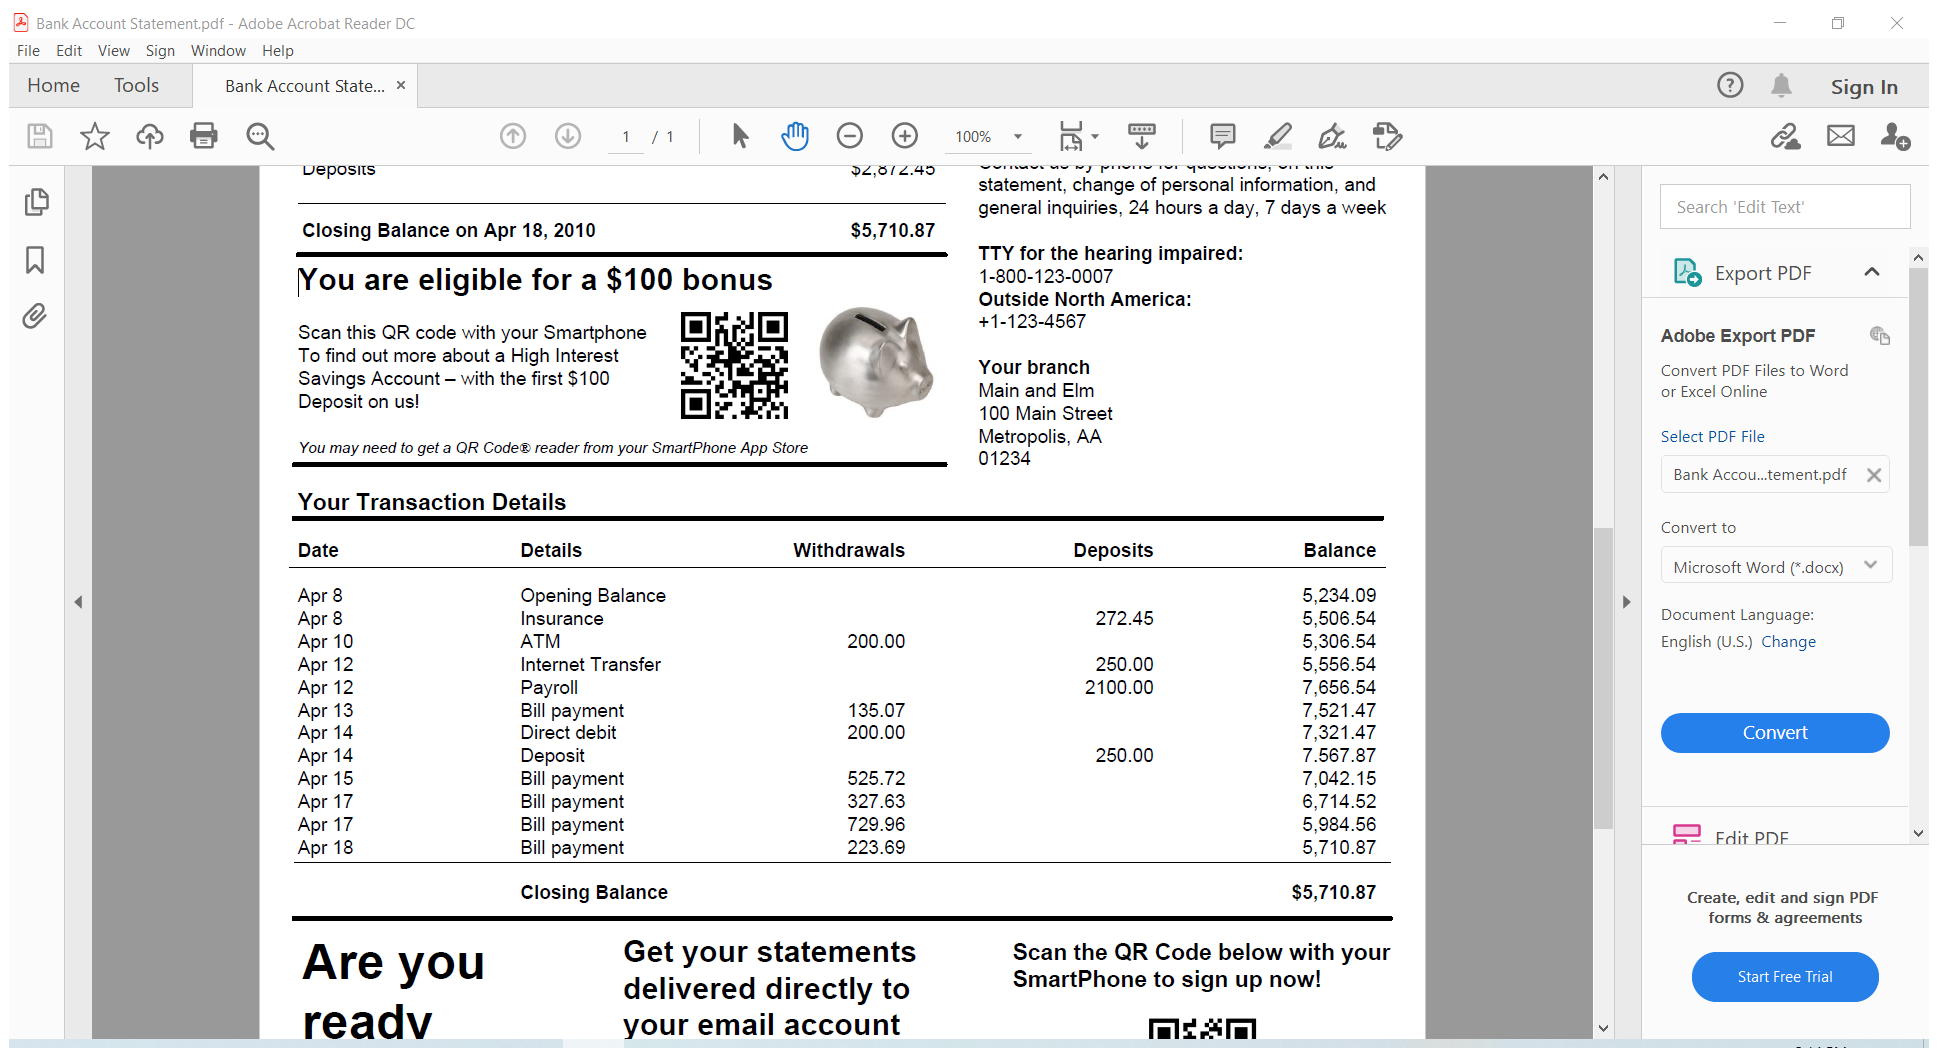 Bank Account Statement.pdf - Adobe Acrobat Reader DC
File Edit View Sign Window Help
Home Tools Bank Account State... × Sign In
1 / 1 100%
Deposits $2,872.45
Closing Balance on Apr 18, 2010 $5,710.87
You are eligible for a $100 bonus
Scan this QR code with your Smartphone
To find out more about a High Interest
Savings Account – with the first $100
Deposit on us!
You may need to get a QR Code® reader from your SmartPhone App Store
Contact us by phone for questions, on this
statement, change of personal information, and
general inquiries, 24 hours a day, 7 days a week
TTY for the hearing impaired:
1-800-123-0007
Outside North America:
+1-123-4567
Your branch
Main and Elm
100 Main Street
Metropolis, AA
01234
Your Transaction Details
Date Details Withdrawals Deposits Balance
Apr 8 Opening Balance 5,234.09
Apr 8 Insurance 272.45 5,506.54
Apr 10 ATM 200.00 5,306.54
Apr 12 Internet Transfer 250.00 5,556.54
Apr 12 Payroll 2100.00 7,656.54
Apr 13 Bill payment 135.07 7,521.47
Apr 14 Direct debit 200.00 7,321.47
Apr 14 Deposit 250.00 7.567.87
Apr 15 Bill payment 525.72 7,042.15
Apr 17 Bill payment 327.63 6,714.52
Apr 17 Bill payment 729.96 5,984.56
Apr 18 Bill payment 223.69 5,710.87
Closing Balance $5,710.87
Are you
ready
Get your statements
delivered directly to
your email account
Scan the QR Code below with your
SmartPhone to sign up now!
Search 'Edit Text'
Export PDF
Adobe Export PDF
Convert PDF Files to Word
or Excel Online
Select PDF File
Bank Accou...tement.pdf
Convert to
Microsoft Word (*.docx)
Document Language:
English (U.S.) Change
Convert
Edit PDF
Create, edit and sign PDF
forms & agreements
Start Free Trial